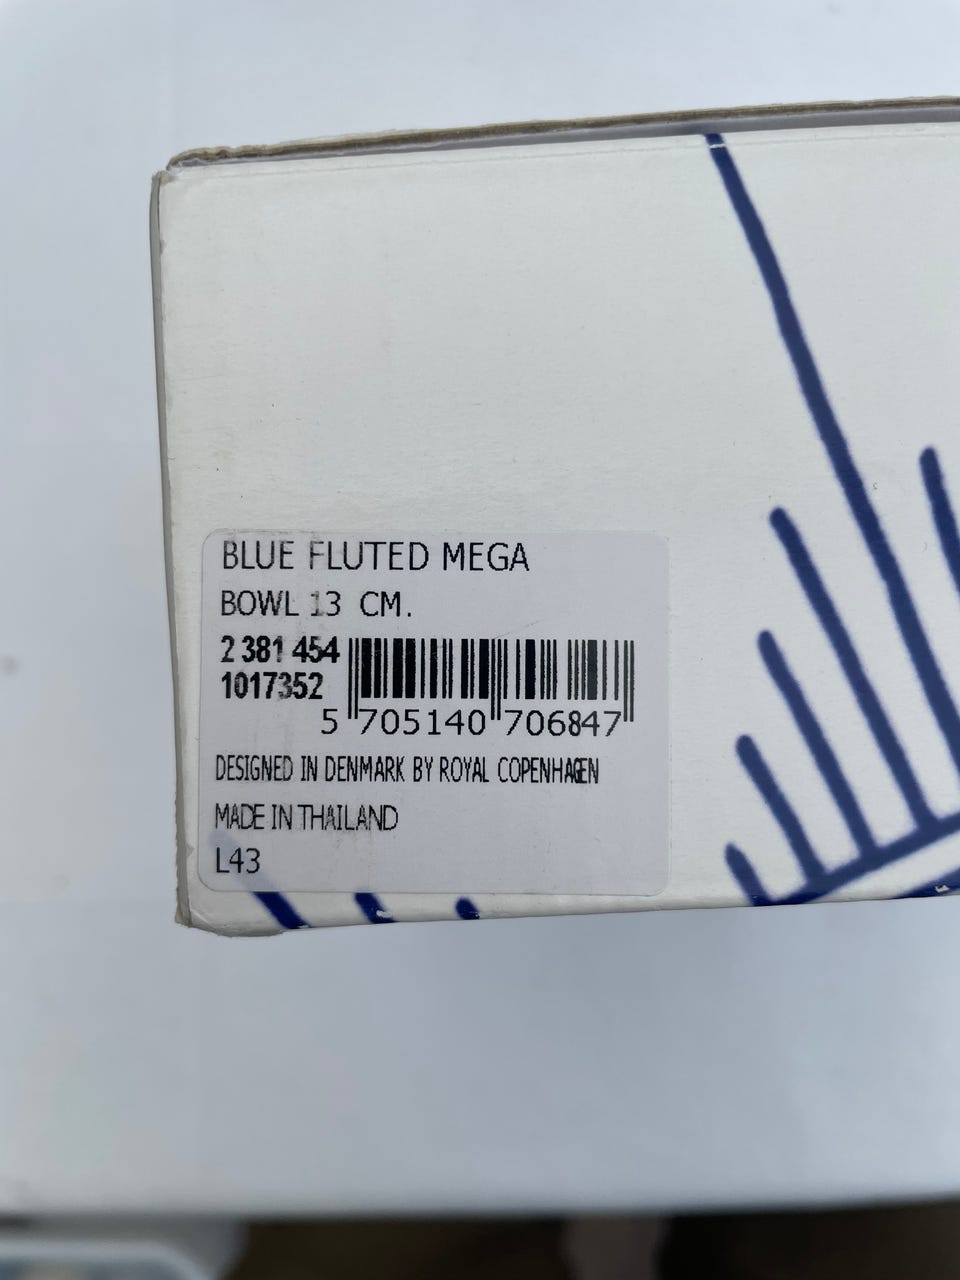 BLUE FLUTED MEGA
BOWL 13 CM.
2 381 454
1017352
5 705140 706847
DESIGNED IN DENMARK BY ROYAL COPENHAGEN
MADE IN THAILAND
L43